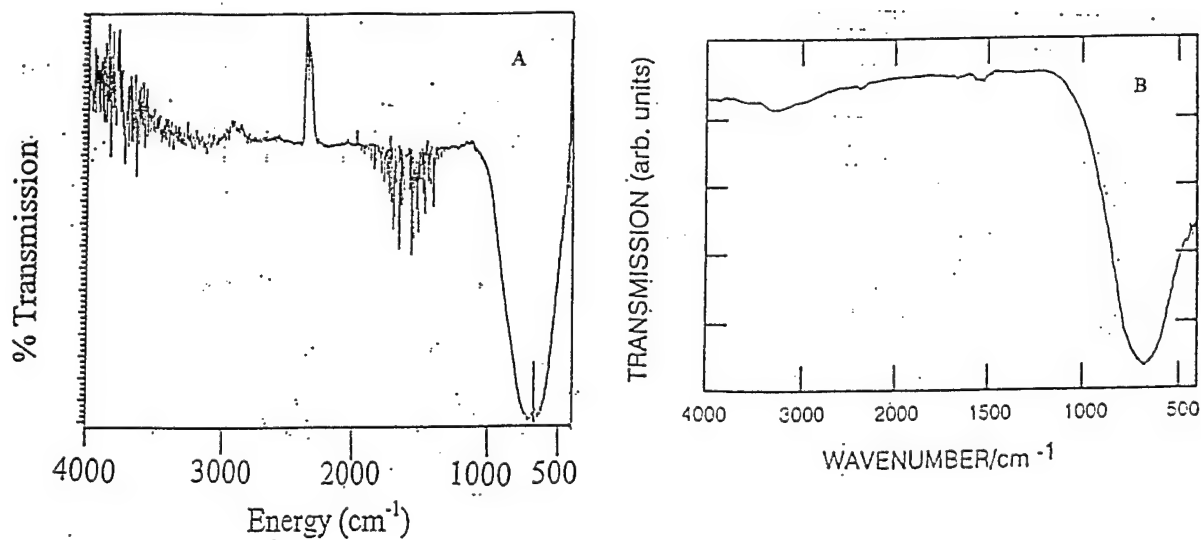 A
% Transmission
4000 3000 2000 1000 500
Energy (cm-1)
B
TRANSMISSION (arb. units)
4000 3000 2000 1500 1000 500
WAVENUMBER/cm -1